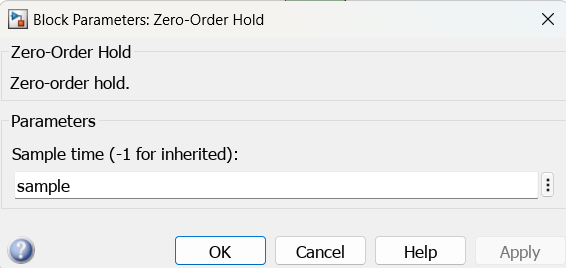 Block Parameters: Zero-Order Hold
Zero-Order Hold
Zero-order hold.
Parameters
Sample time (-1 for inherited):
sample
OK Cancel Help Apply